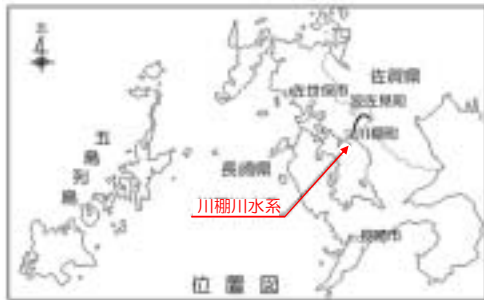 佐賀県
佐世保市
波佐見町
川棚町
五島列島
長崎県
川棚川水系
長崎市
位置図